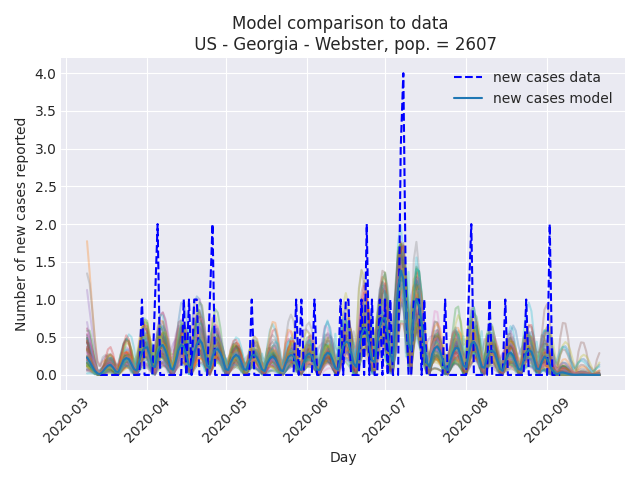 Model comparison to data
US - Georgia - Webster, pop. = 2607
new cases data
new cases model
Number of new cases reported
4.0
3.5
3.0
2.5
2.0
1.5
1.0
0.5
0.0
2020-03
2020-04
2020-05
2020-06
2020-07
2020-08
2020-09
Day